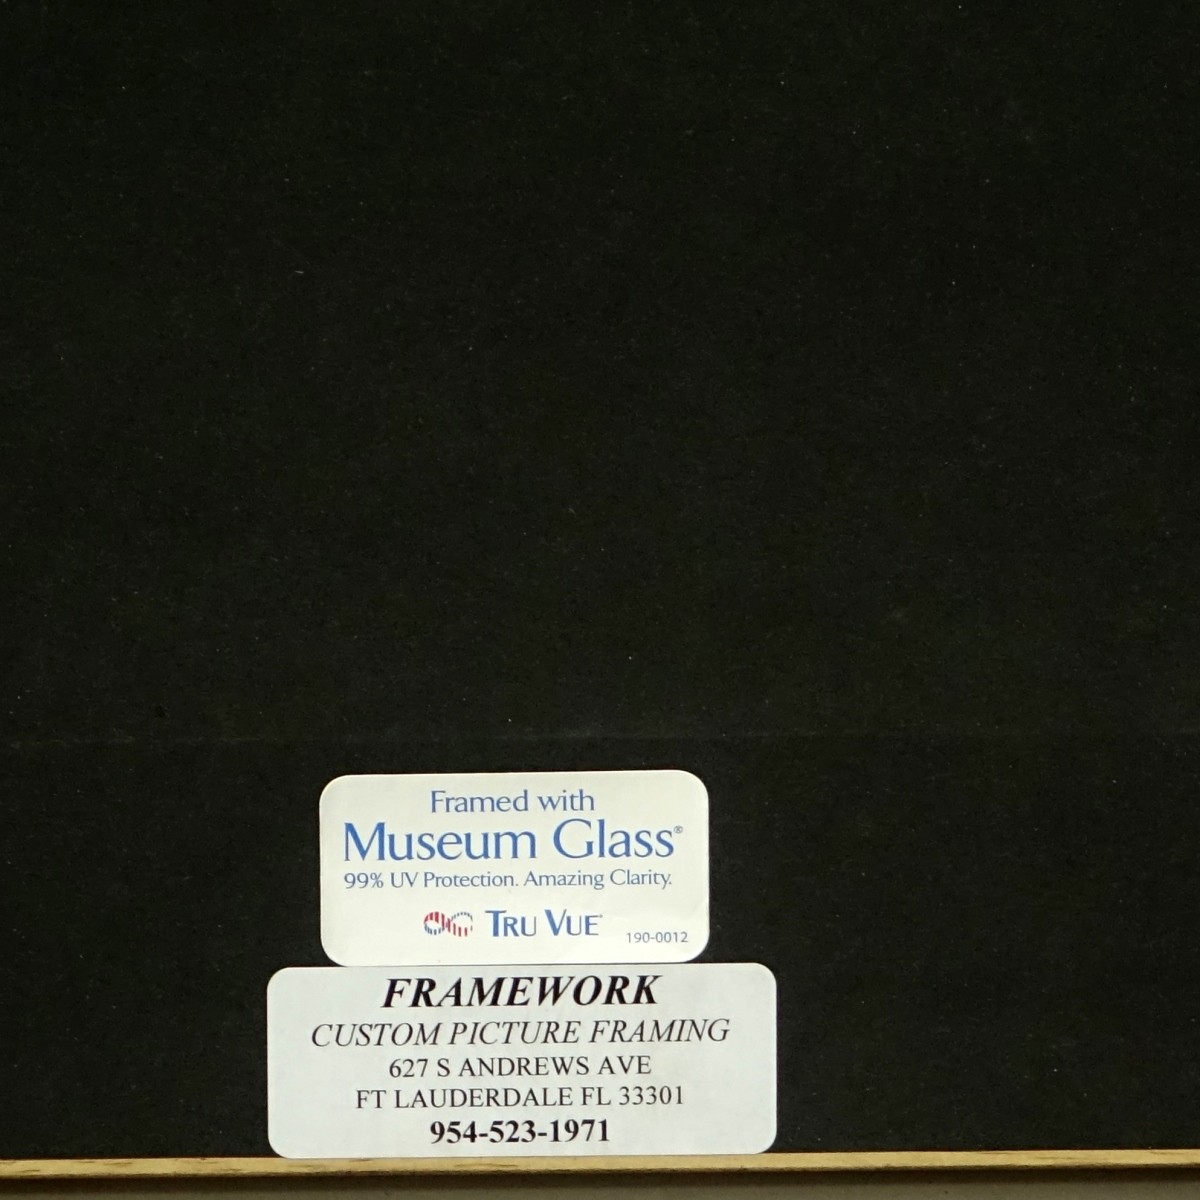 Framed with
Museum Glass®
99% UV Protection. Amazing Clarity.
TRU VUE
190-0012
FRAMEWORK
CUSTOM PICTURE FRAMING
627 S ANDREWS AVE
FT LAUDERDALE FL 33301
954-523-1971